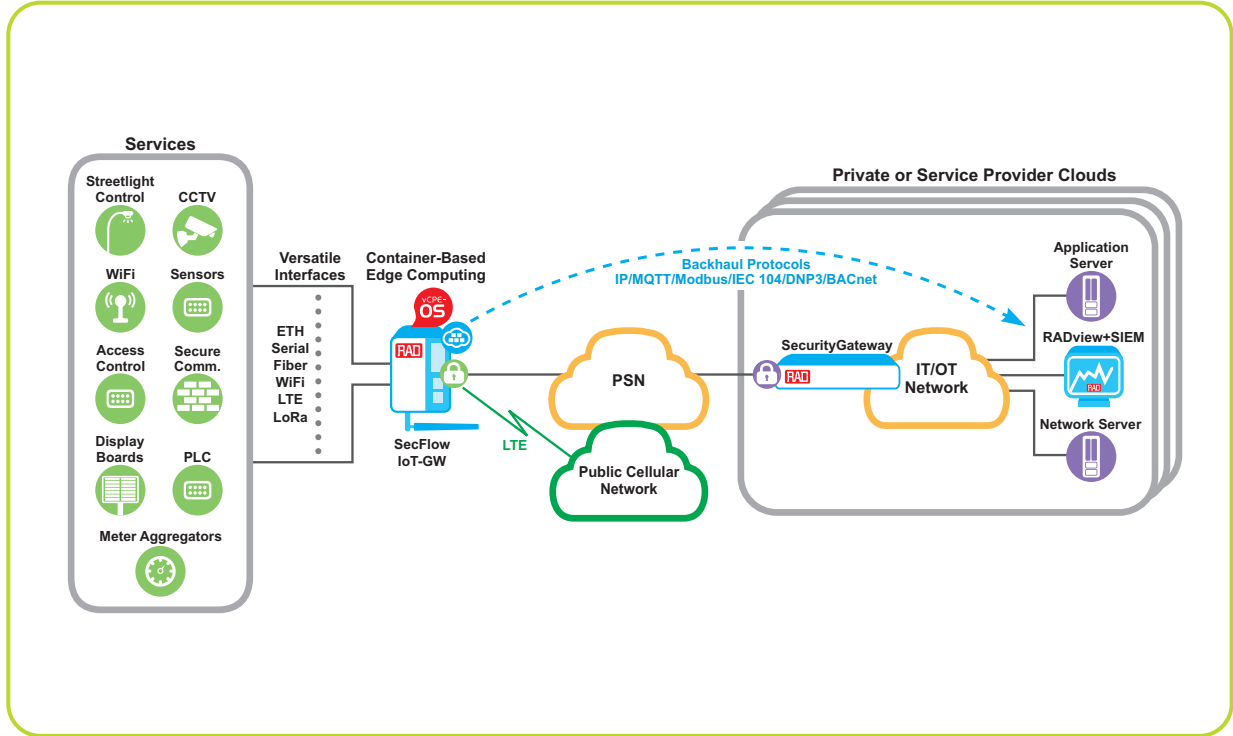 Services
Streetlight
Control
CCTV
WiFi
Sensors
Access
Control
Secure
Comm.
Display
Boards
PLC
Meter Aggregators
Versatile
Interfaces
ETH
Serial
Fiber
WiFi
LTE
LoRa
Container-Based
Edge Computing
vCPE-
OS
RAD
SecFlow
IoT-GW
LTE
PSN
Public Cellular
Network
Backhaul Protocols
IP/MQTT/Modbus/IEC 104/DNP3/BACnet
Private or Service Provider Clouds
SecurityGateway
RAD
IT/OT
Network
Application
Server
RADview+SIEM
RAD
Network Server